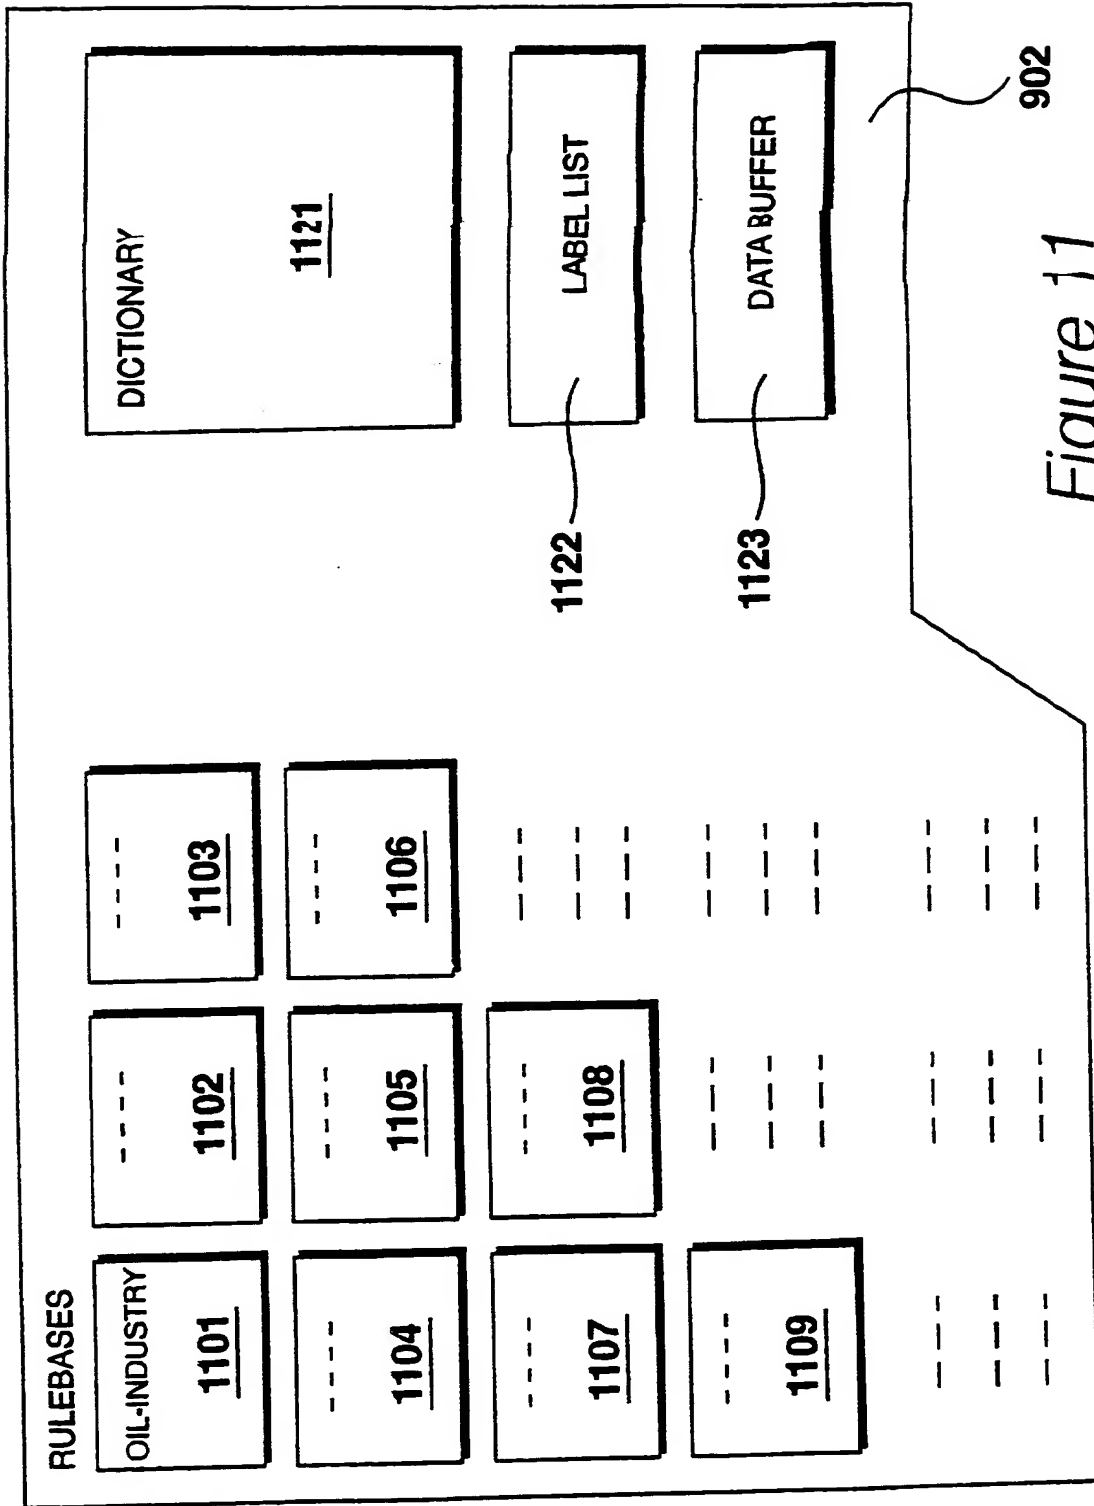 RULEBASES
OIL-INDUSTRY
1101
1102
1103
1104
1105
1106
1107
1108
1109
DICTIONARY
1121
LABEL LIST
1122
DATA BUFFER
1123
902
Figure 11